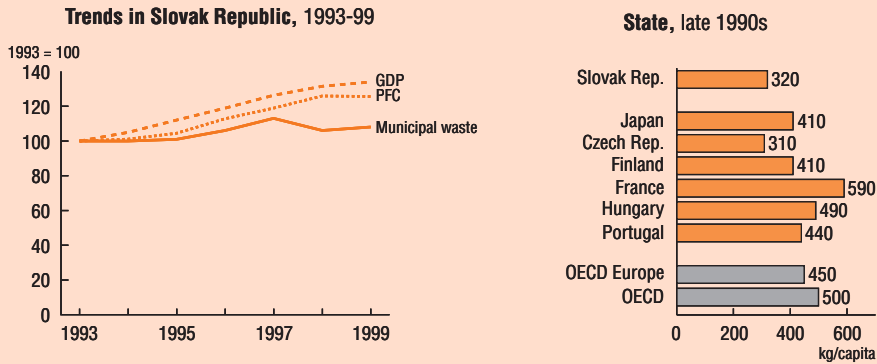 Trends in Slovak Republic, 1993-99
1993 = 100
140
120
100
80
60
40
20
0
1993 1995 1997 1999
GDP
PFC
Municipal waste
State, late 1990s
Slovak Rep. 320
Japan 410
Czech Rep. 310
Finland 410
France 590
Hungary 490
Portugal 440
OECD Europe 450
OECD 500
0 200 400 600
kg/capita